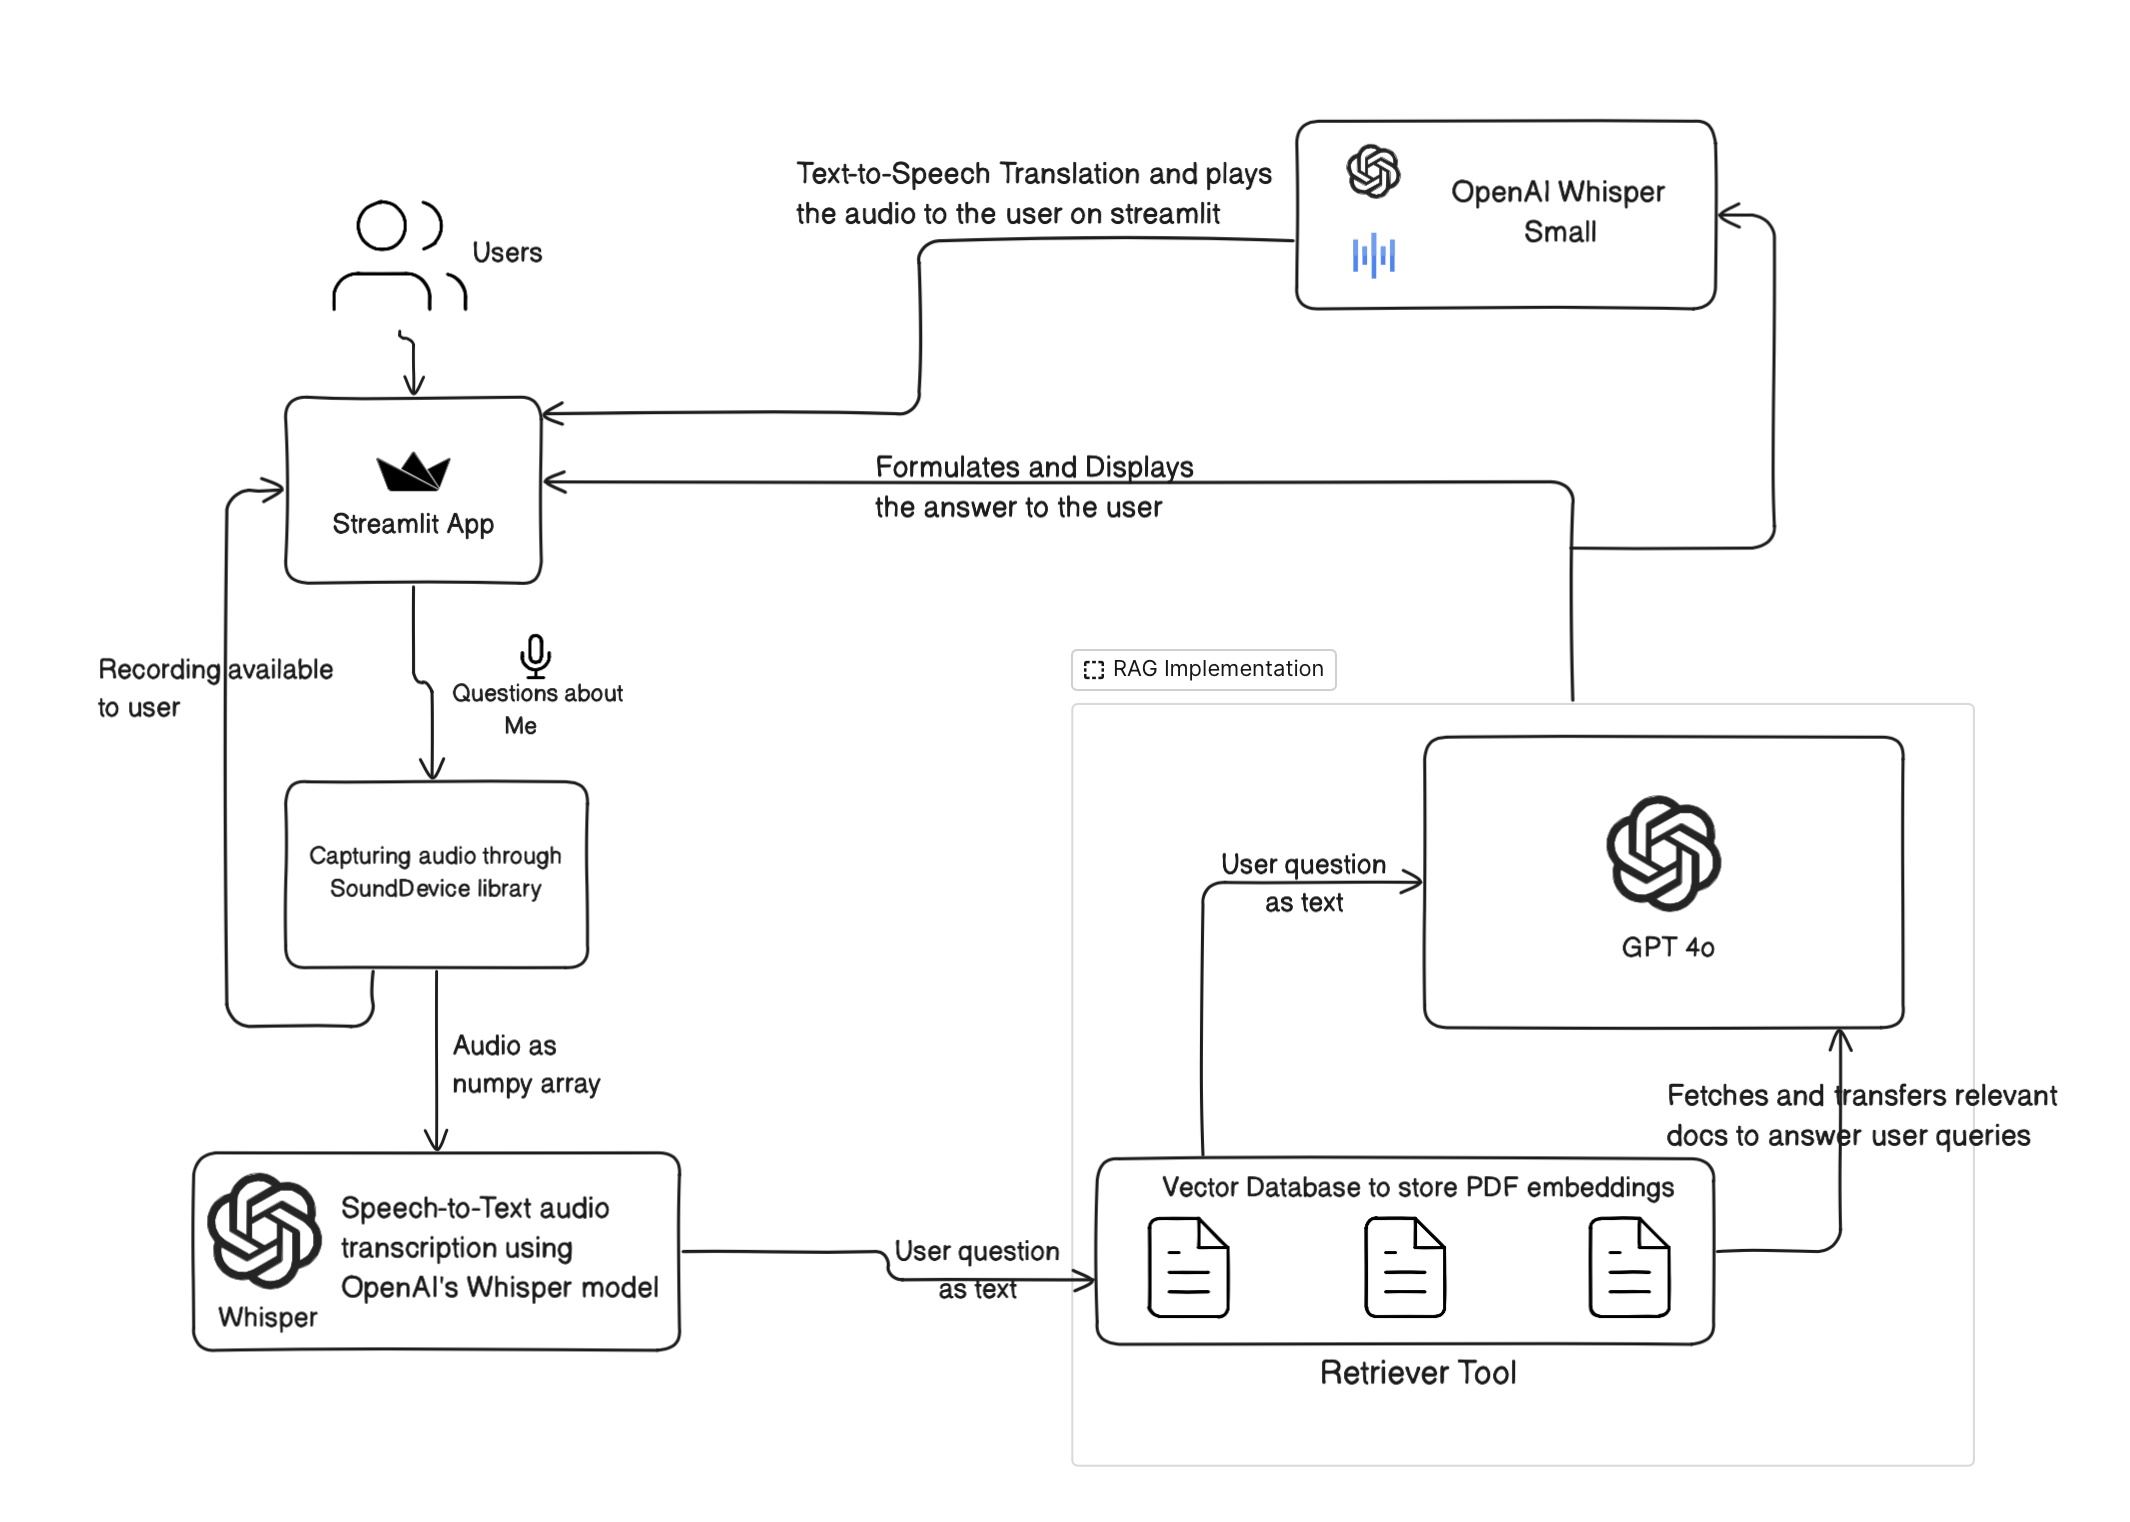 Text-to-Speech Translation and plays
the audio to the user on streamlit
OpenAI Whisper
Small
Users
Formulates and Displays
the answer to the user
Streamlit App
Recording available
to user
Questions about
Me
RAG Implementation
Capturing audio through
SoundDevice library
User question
as text
GPT 4o
Audio as
numpy array
Fetches and transfers relevant
docs to answer user queries
Speech-to-Text audio
transcription using
OpenAI's Whisper model
Whisper
User question
as text
Vector Database to store PDF embeddings
Retriever Tool